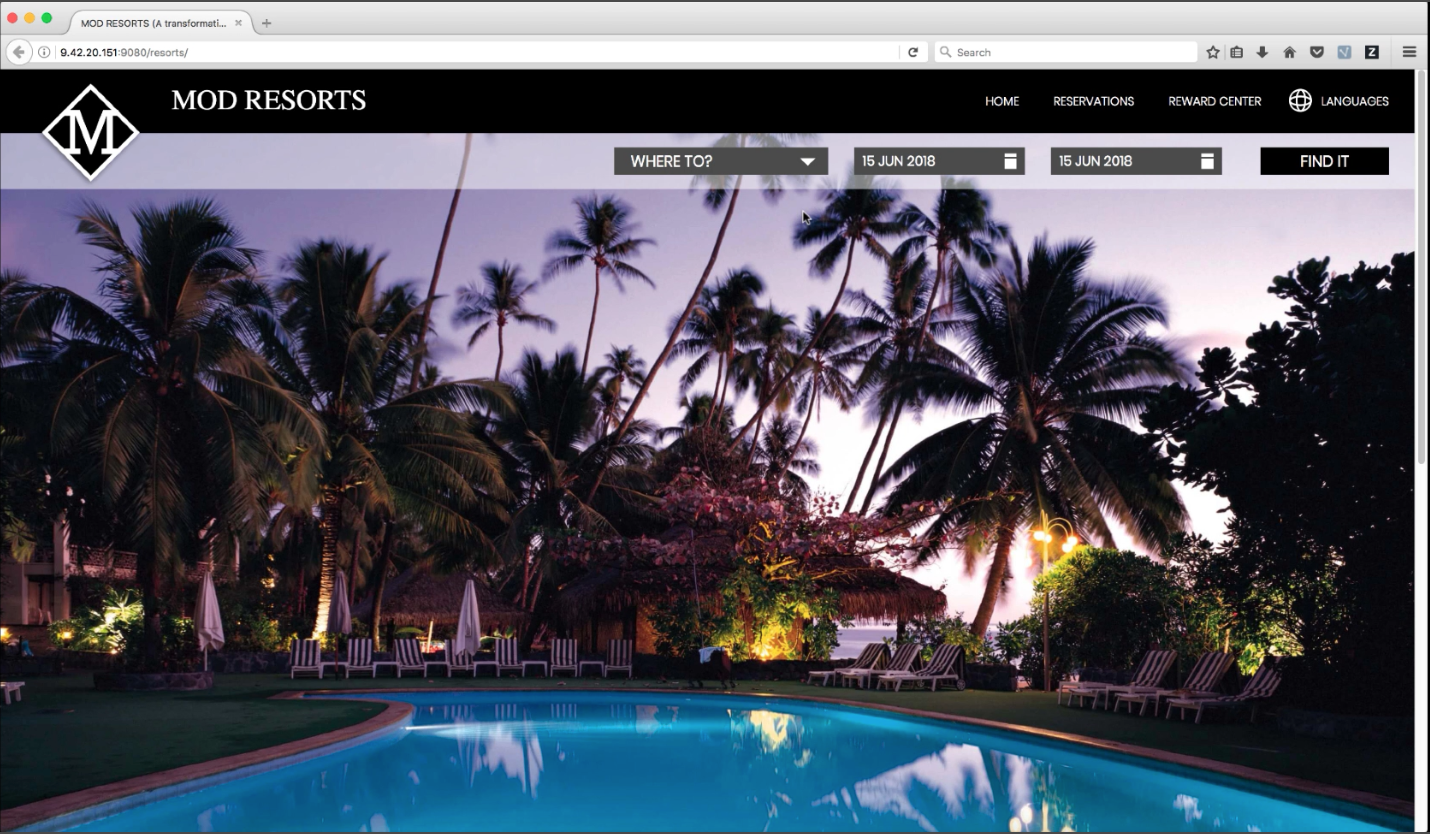 MOD RESORTS (A transformati...
9.42.20.151:9080/resorts/
Search
Z
M
MOD RESORTS
HOME
RESERVATIONS
REWARD CENTER
LANGUAGES
WHERE TO?
15 JUN 2018
15 JUN 2018
FIND IT